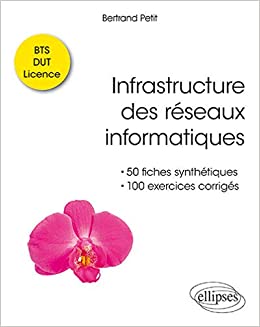 Bertrand Petit
BTS
DUT
Licence
Infrastructure
des réseaux
informatiques
• 50 fiches synthétiques
• 100 exercices corrigés
ellipses